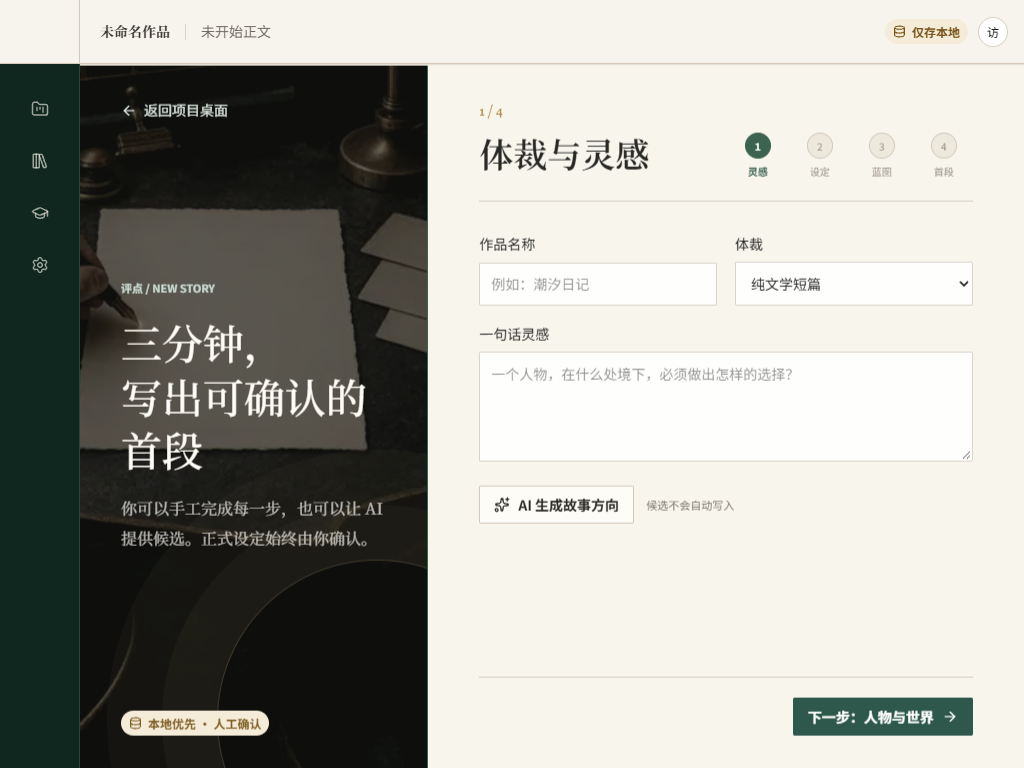 未命名作品
未开始正文
仅存本地
访
返回项目桌面
评点 / NEW STORY
三分钟，
写出可确认的
首段
你可以手工完成每一步，也可以让 AI
提供候选。正式设定始终由你确认。
本地优先 · 人工确认
1 / 4
体裁与灵感
1
灵感
2
设定
3
蓝图
4
首段
作品名称
例如：潮汐日记
体裁
纯文学短篇
一句话灵感
一个人物，在什么处境下，必须做出怎样的选择？
AI 生成故事方向
候选不会自动写入
下一步：人物与世界